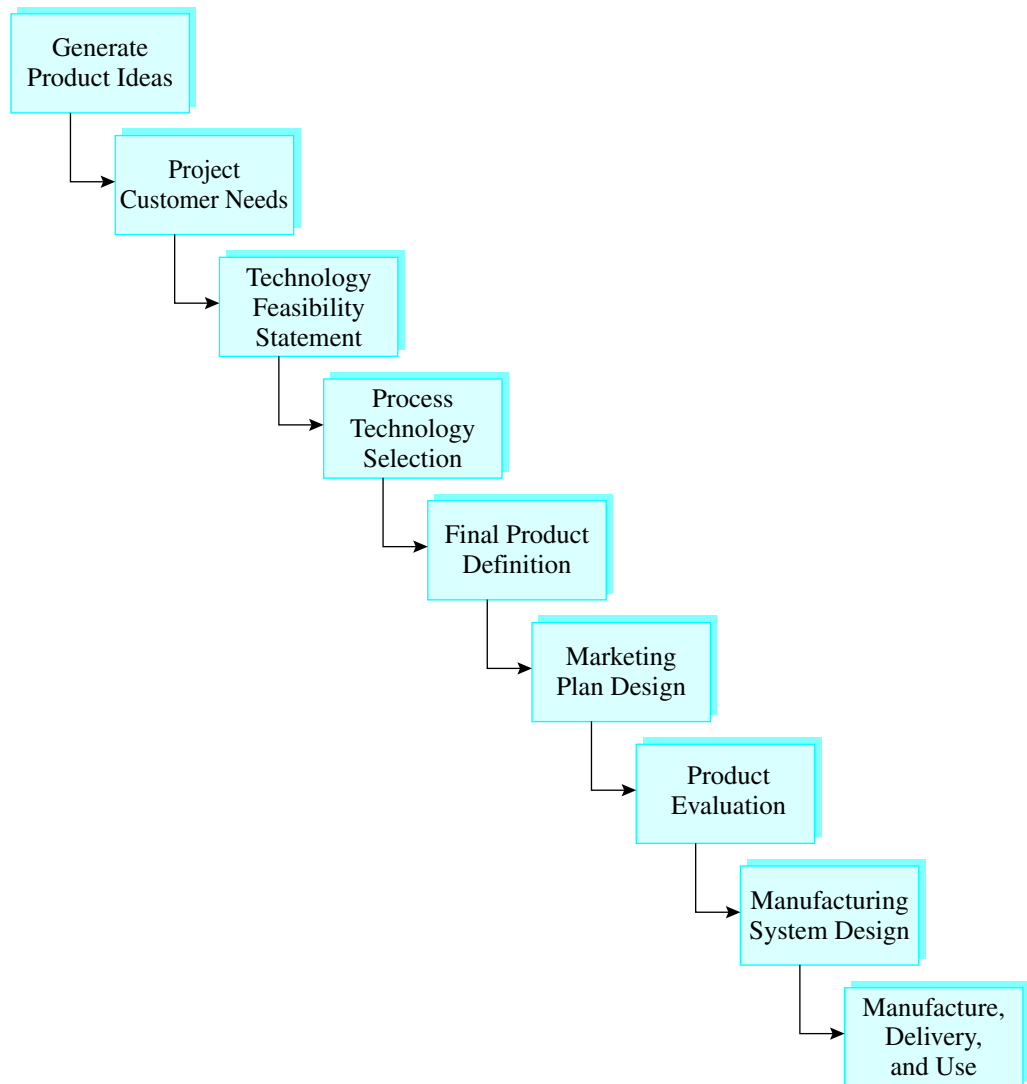 Generate
Product Ideas
Project
Customer Needs
Technology
Feasibility
Statement
Process
Technology
Selection
Final Product
Definition
Marketing
Plan Design
Product
Evaluation
Manufacturing
System Design
Manufacture,
Delivery,
and Use